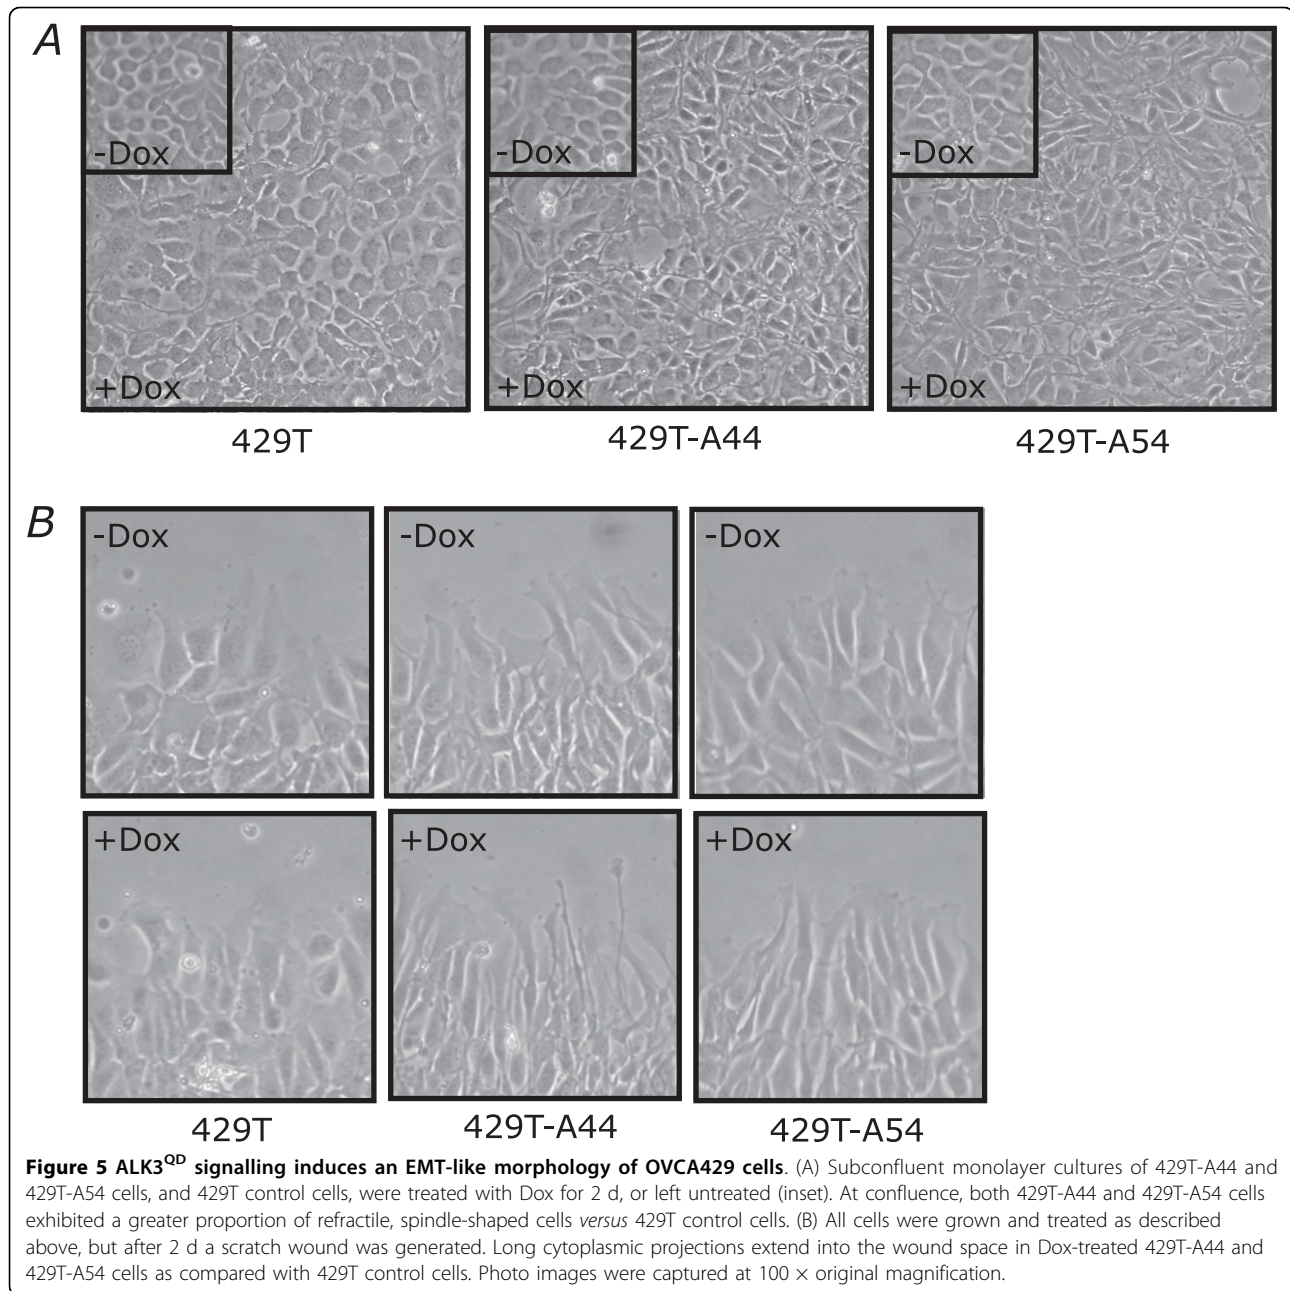 A
-Dox
+Dox
-Dox
+Dox
-Dox
+Dox
429T
429T-A44
429T-A54
B
-Dox
-Dox
-Dox
+Dox
+Dox
+Dox
429T
429T-A44
429T-A54
Figure 5 ALK3QD signalling induces an EMT-like morphology of OVCA429 cells. (A) Subconfluent monolayer cultures of 429T-A44 and
429T-A54 cells, and 429T control cells, were treated with Dox for 2 d, or left untreated (inset). At confluence, both 429T-A44 and 429T-A54 cells
exhibited a greater proportion of refractile, spindle-shaped cells versus 429T control cells. (B) All cells were grown and treated as described
above, but after 2 d a scratch wound was generated. Long cytoplasmic projections extend into the wound space in Dox-treated 429T-A44 and
429T-A54 cells as compared with 429T control cells. Photo images were captured at 100 × original magnification.